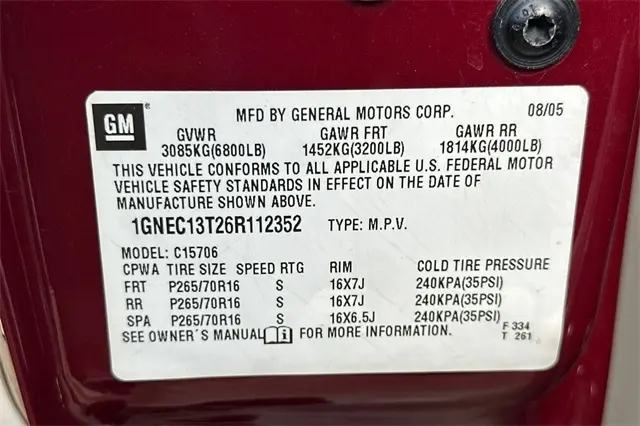 GM ®
MFD BY GENERAL MOTORS CORP. 08/05
GVWR GAWR FRT GAWR RR
3085KG(6800LB) 1452KG(3200LB) 1814KG(4000LB)
THIS VEHICLE CONFORMS TO ALL APPLICABLE U.S. FEDERAL MOTOR
VEHICLE SAFETY STANDARDS IN EFFECT ON THE DATE OF
MANUFACTURE SHOWN ABOVE.
1GNEC13T26R112352 TYPE: M.P.V.
MODEL: C15706
CPWA TIRE SIZE SPEED RTG RIM COLD TIRE PRESSURE
FRT P265/70R16 S 16X7J 240KPA(35PSI)
RR P265/70R16 S 16X7J 240KPA(35PSI)
SPA P265/70R16 S 16X6.5J 240KPA(35PSI)
SEE OWNER'S MANUAL FOR MORE INFORMATION.
F 334
T 261